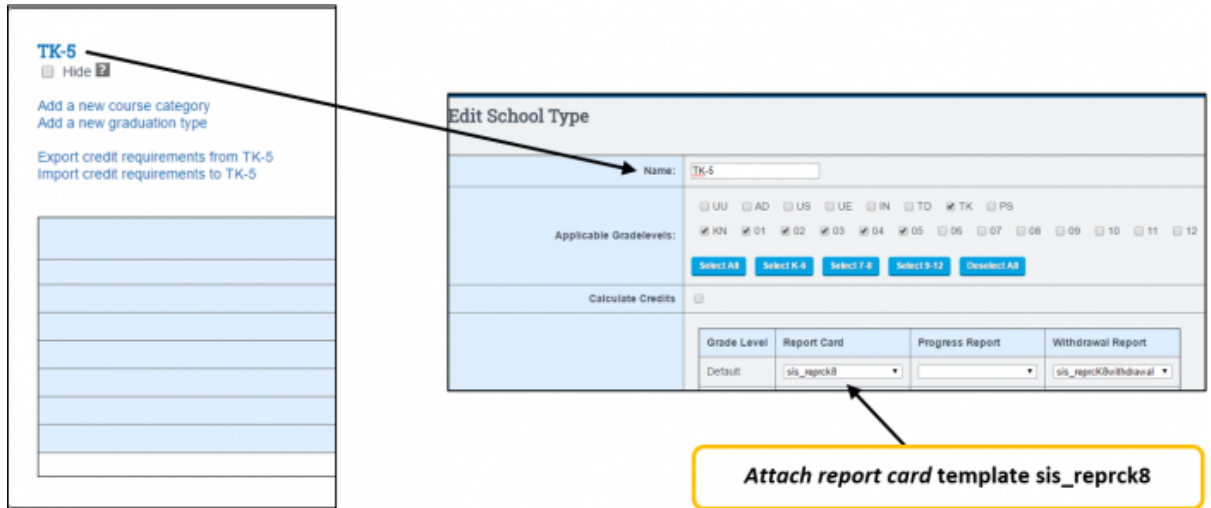 TK-5
Hide ?
Add a new course category
Add a new graduation type
Export credit requirements from TK-5
Import credit requirements to TK-5
Edit School Type
Name: TK-5
UU AD US UE IN TD TK PS
Applicable Gradelevels: KN 01 02 03 04 05 06 07 08 09 10 11 12
Select All Select K-6 Select 7-8 Select 9-12 Deselect All
Calculate Credits
Grade Level Report Card Progress Report Withdrawal Report
Default sis_reprck8 sis_reprcK8withdrawal
Attach report card template sis_reprck8